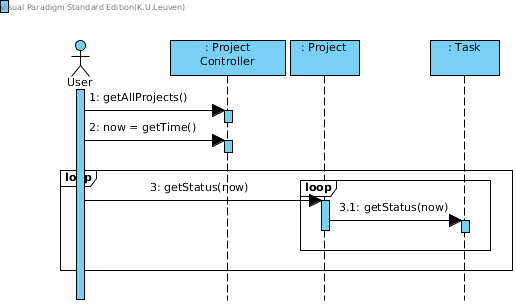 Visual Paradigm Standard Edition(K.U.Leuven)
: Project
Controller
: Project
: Task
User
1: getAllProjects()
2: now = getTime()
loop
3: getStatus(now)
loop
3.1: getStatus(now)